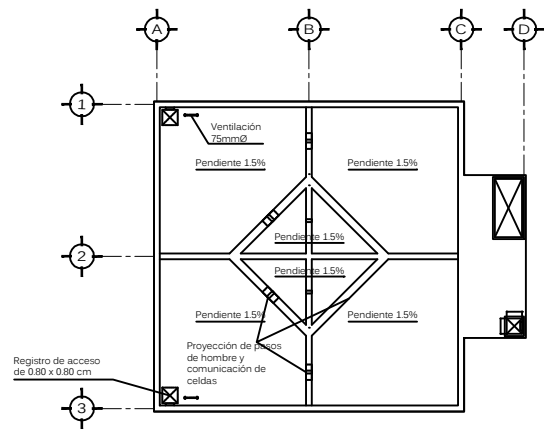 A
B
C
D
1
Ventilación
75mmØ
Pendiente 1.5%
Pendiente 1.5%
2
Pendiente 1.5%
Pendiente 1.5%
Pendiente 1.5%
Pendiente 1.5%
Proyección de pasos
de hombre y
comunicación de
celdas
Registro de acceso
de 0.80 x 0.80 cm
3